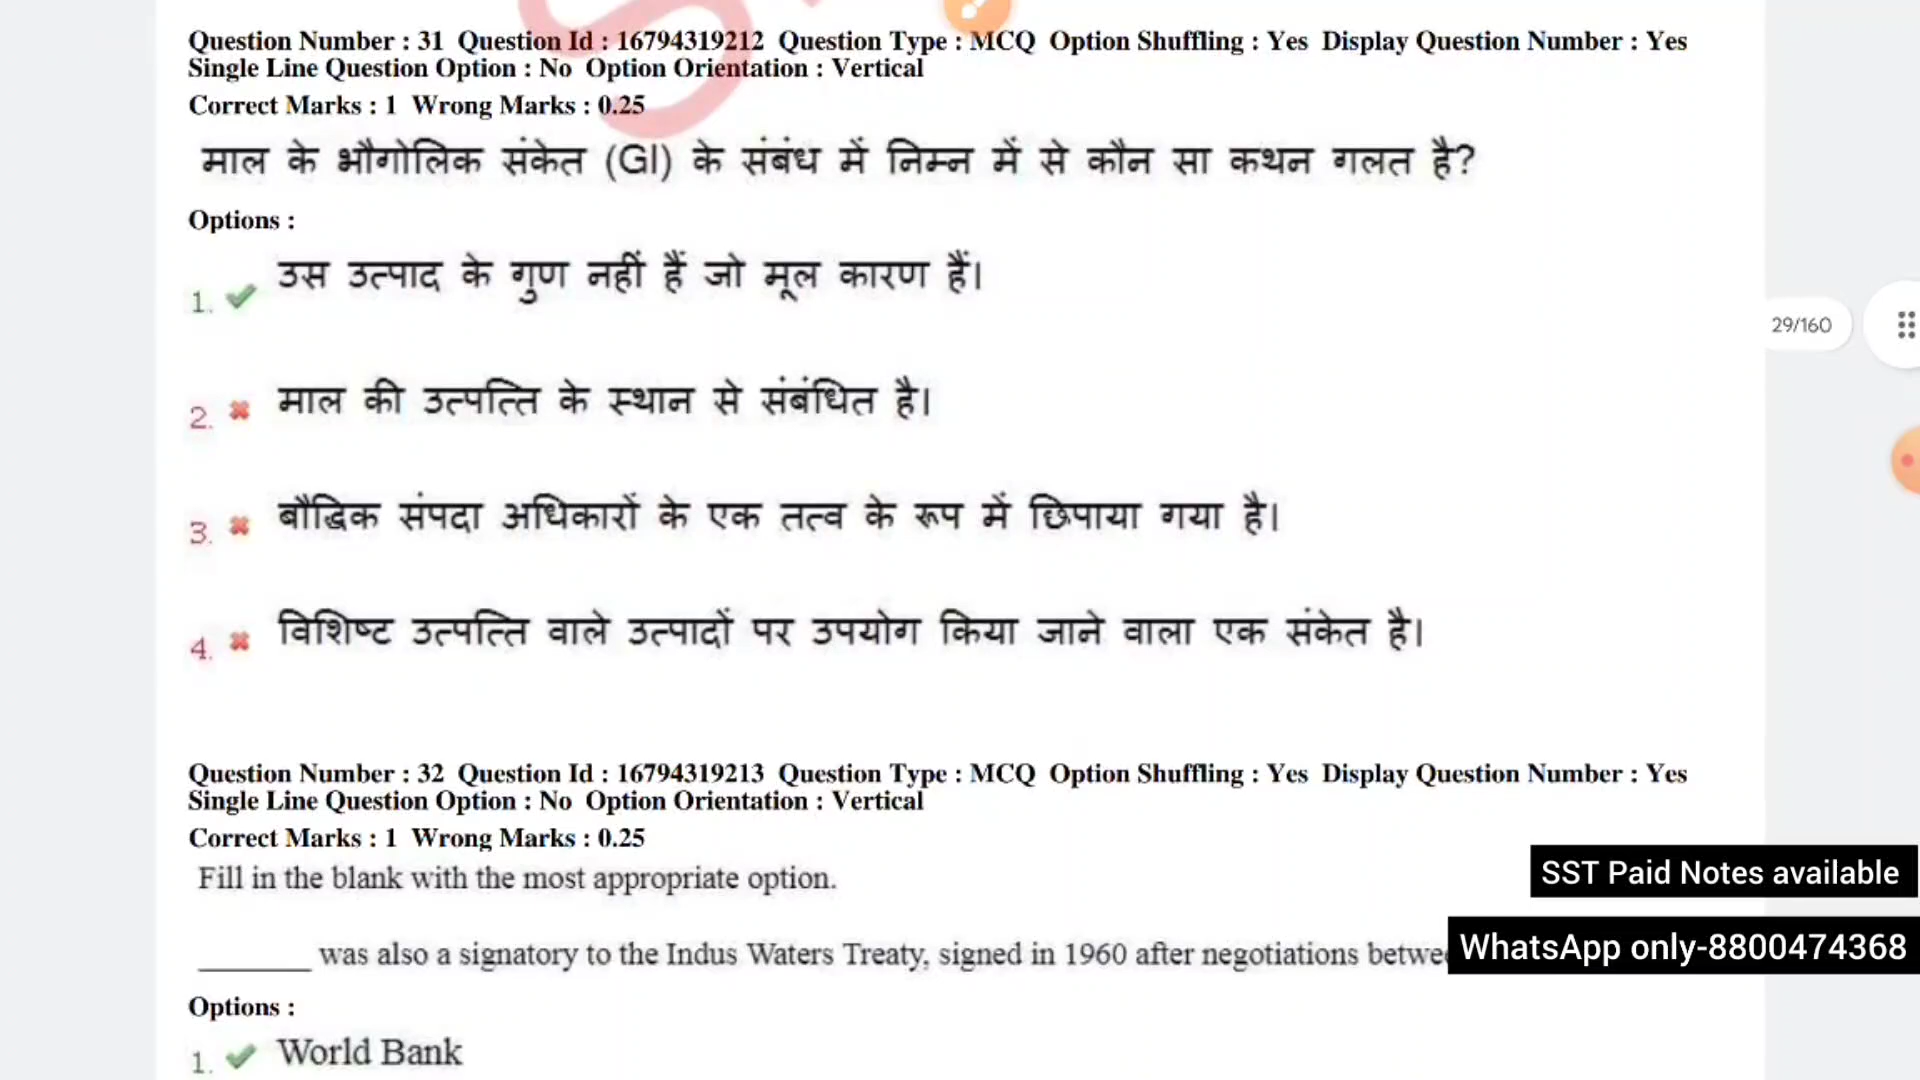 Question Number : 31 Question Id : 16794319212 Question Type : MCQ Option Shuffling : Yes Display Question Number : Yes
Single Line Question Option : No Option Orientation : Vertical
Correct Marks : 1 Wrong Marks : 0.25
माल के भौगोलिक संकेत (GI) के संबंध में निम्न में से कौन सा कथन गलत है?
Options :
1. उस उत्पाद के गुण नहीं हैं जो मूल कारण हैं।
2. माल की उत्पत्ति के स्थान से संबंधित है।
3. बौद्धिक संपदा अधिकारों के एक तत्व के रूप में छिपाया गया है।
4. विशिष्ट उत्पत्ति वाले उत्पादों पर उपयोग किया जाने वाला एक संकेत है।
29/160
Question Number : 32 Question Id : 16794319213 Question Type : MCQ Option Shuffling : Yes Display Question Number : Yes
Single Line Question Option : No Option Orientation : Vertical
Correct Marks : 1 Wrong Marks : 0.25
Fill in the blank with the most appropriate option.
SST Paid Notes available
_______ was also a signatory to the Indus Waters Treaty, signed in 1960 after negotiations
WhatsApp only-8800474368
Options :
1. World Bank